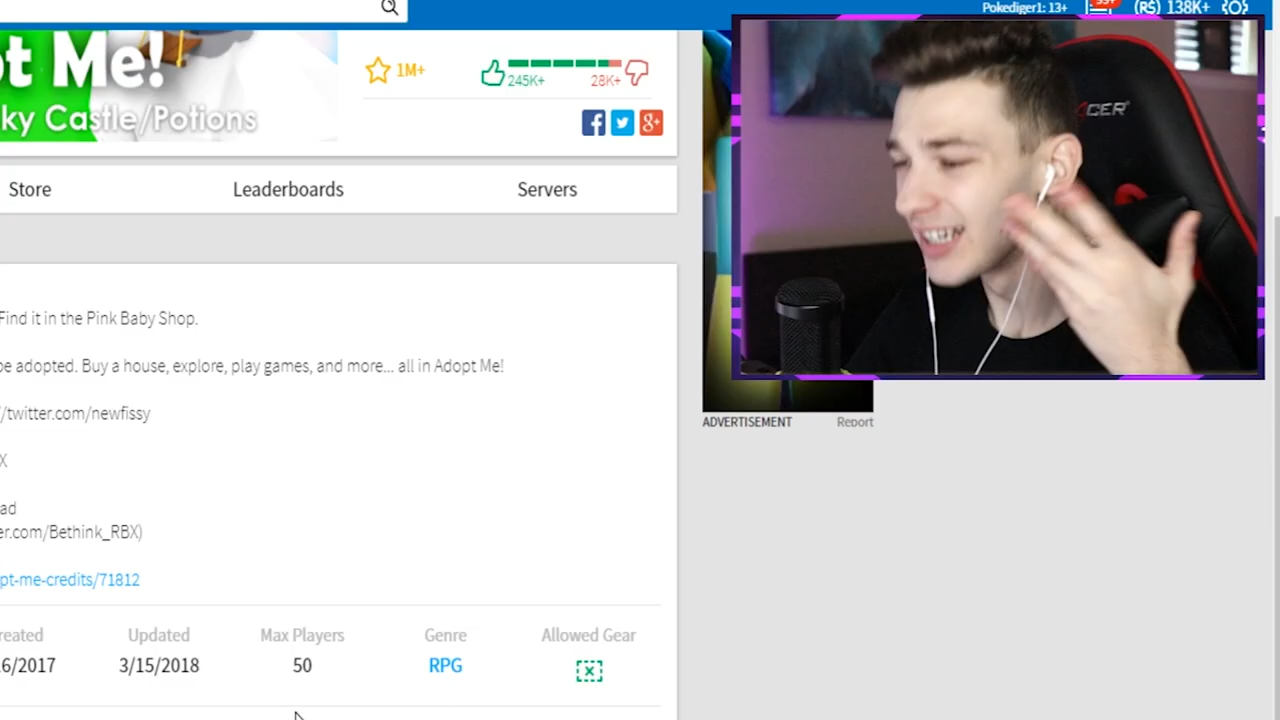 Pokediger1: 13+
99+
138K+
ot Me!
1M+
245K+
28K+
ky Castle/Potions
Store
Leaderboards
Servers
Find it in the Pink Baby Shop.
be adopted. Buy a house, explore, play games, and more... all in Adopt Me!
/twitter.com/newfissy
X
ad
er.com/Bethink_RBX)
pt-me-credits/71812
reated
Updated
Max Players
Genre
Allowed Gear
6/2017
3/15/2018
50
RPG
ADVERTISEMENT
Report